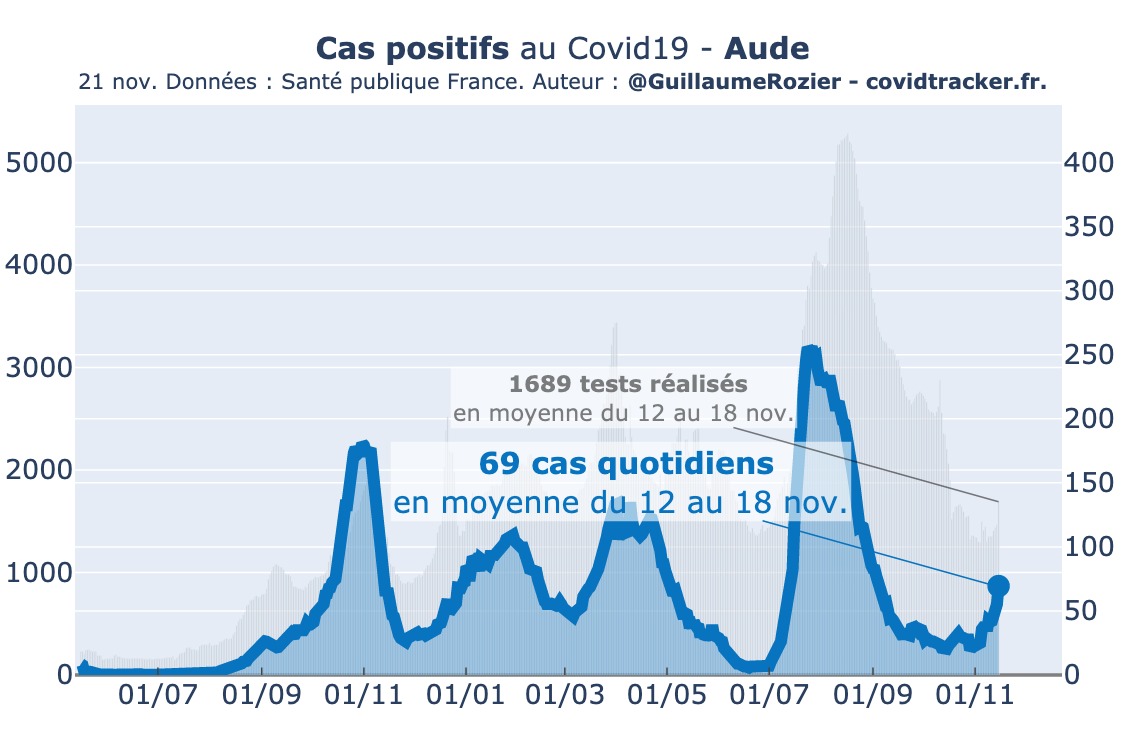 Cas positifs au Covid19 - Aude
21 nov. Données : Santé publique France. Auteur : @GuillaumeRozier - covidtracker.fr.
5000
4000
3000
2000
1000
0
400
350
300
250
200
150
100
50
0
1689 tests réalisés
en moyenne du 12 au 18 nov.
69 cas quotidiens
en moyenne du 12 au 18 nov.
01/07 01/09 01/11 01/01 01/03 01/05 01/07 01/09 01/11